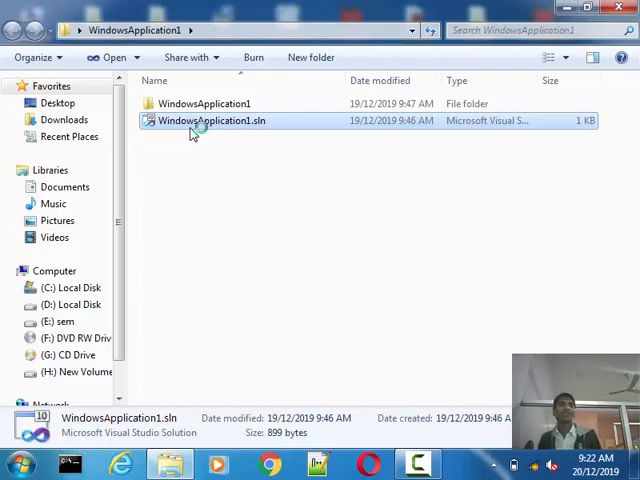 WindowsApplication1
Search WindowsApplication1
Organize
Open
Share with
Burn
New folder
Name
Date modified
Type
Size
Favorites
Desktop
Downloads
Recent Places
Libraries
Documents
Music
Pictures
Videos
Computer
(C:) Local Disk
(D:) Local Disk
(E:) sem
(F:) DVD RW Driv
(G:) CD Drive
(H:) New Volume
Network
WindowsApplication1 19/12/2019 9:47 AM File folder
WindowsApplication1.sln 19/12/2019 9:46 AM Microsoft Visual S... 1 KB
10
WindowsApplication1.sln Date modified: 19/12/2019 9:46 AM Date created: 19/12/2019 9:46 AM
Microsoft Visual Studio Solution Size: 899 bytes
9:22 AM
20/12/2019